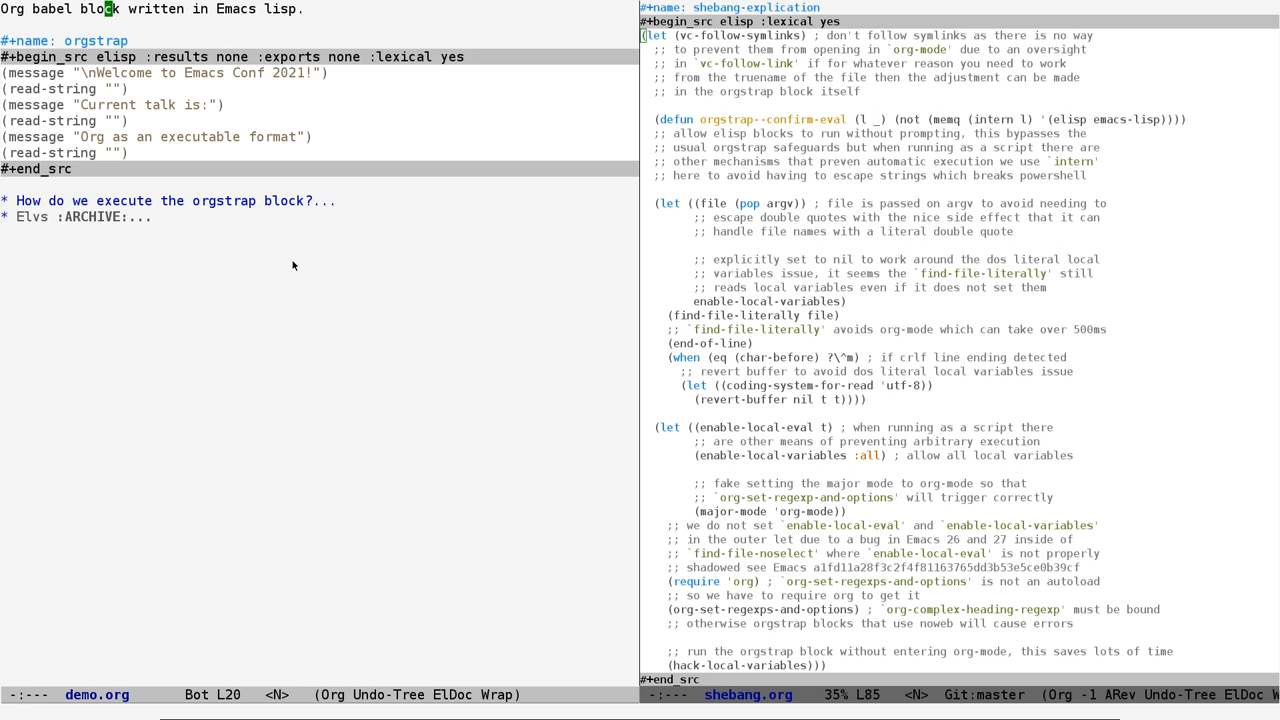 Org babel block written in Emacs lisp.

#+name: orgstrap
#+begin_src elisp :results none :exports none :lexical yes
(message "\nWelcome to Emacs Conf 2021!")
(read-string "")
(message "Current talk is:")
(read-string "")
(message "Org as an executable format")
(read-string "")
#+end_src

* How do we execute the orgstrap block?...
* Elvs :ARCHIVE:...
-:--- demo.org Bot L20 <N> (Org Undo-Tree ElDoc Wrap)
#+name: shebang-explication
#+begin_src elisp :lexical yes
(let (vc-follow-symlinks) ; don't follow symlinks as there is no way
  ;; to prevent them from opening in `org-mode' due to an oversight
  ;; in `vc-follow-link' if for whatever reason you need to work
  ;; from the truename of the file then the adjustment can be made
  ;; in the orgstrap block itself

  (defun orgstrap--confirm-eval (l _) (not (memq (intern l) '(elisp emacs-lisp))))
  ;; allow elisp blocks to run without prompting, this bypasses the
  ;; usual orgstrap safeguards but when running as a script there are
  ;; other mechanisms that preven automatic execution we use `intern'
  ;; here to avoid having to escape strings which breaks powershell

  (let ((file (pop argv)) ; file is passed on argv to avoid needing to
        ;; escape double quotes with the nice side effect that it can
        ;; handle file names with a literal double quote

        ;; explicitly set to nil to work around the dos literal local
        ;; variables issue, it seems the `find-file-literally' still
        ;; reads local variables even if it does not set them
        enable-local-variables)
    (find-file-literally file)
    ;; `find-file-literally' avoids org-mode which can take over 500ms
    (end-of-line)
    (when (eq (char-before) ?\^m) ; if crlf line ending detected
      ;; revert buffer to avoid dos literal local variables issue
      (let ((coding-system-for-read 'utf-8))
        (revert-buffer nil t t))))

  (let ((enable-local-eval t) ; when running as a script there
        ;; are other means of preventing arbitrary execution
        (enable-local-variables :all) ; allow all local variables

        ;; fake setting the major mode to org-mode so that
        ;; `org-set-regexp-and-options' will trigger correctly
        (major-mode 'org-mode))
    ;; we do not set `enable-local-eval' and `enable-local-variables'
    ;; in the outer let due to a bug in Emacs 26 and 27 inside of
    ;; `find-file-noselect' where `enable-local-eval' is not properly
    ;; shadowed see Emacs a1fd11a28f3c2f4f81163765dd3b53e5ce0b39cf
    (require 'org) ; `org-set-regexps-and-options' is not an autoload
    ;; so we have to require org to get it
    (org-set-regexps-and-options) ; `org-complex-heading-regexp' must be bound
    ;; otherwise orgstrap blocks that use noweb will cause errors

    ;; run the orgstrap block without entering org-mode, this saves lots of time
    (hack-local-variables)))
#+end_src
-:--- shebang.org 35% L85 <N> Git:master (Org -1 ARev Undo-Tree ElDoc W